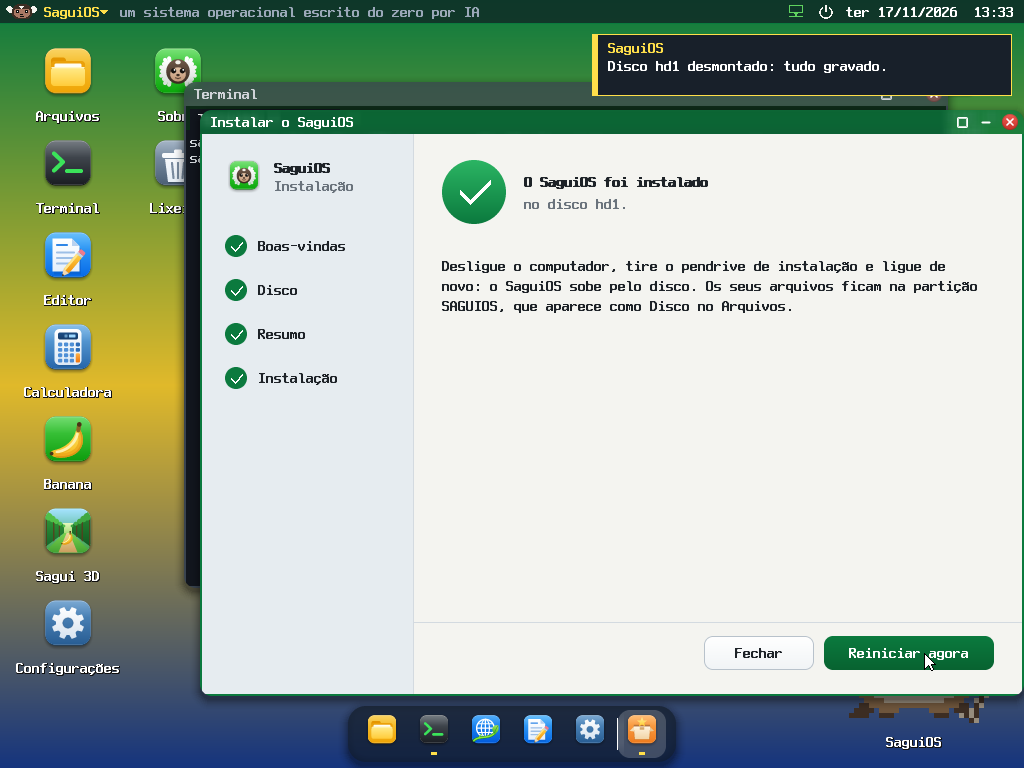 SaguiOS um sistema operacional escrito do zero por IA
ter 17/11/2026 13:33
SaguiOS
Disco hd1 desmontado: tudo gravado.
Arquivos
Terminal
Editor
Calculadora
Banana
Sagui 3D
Configurações
Terminal
Instalar o SaguiOS
SaguiOS
Instalação
Boas-vindas
Disco
Resumo
Instalação
O SaguiOS foi instalado
no disco hd1.
Desligue o computador, tire o pendrive de instalação e ligue de
novo: o SaguiOS sobe pelo disco. Os seus arquivos ficam na partição
SAGUIOS, que aparece como Disco no Arquivos.
Fechar
Reiniciar agora
SaguiOS